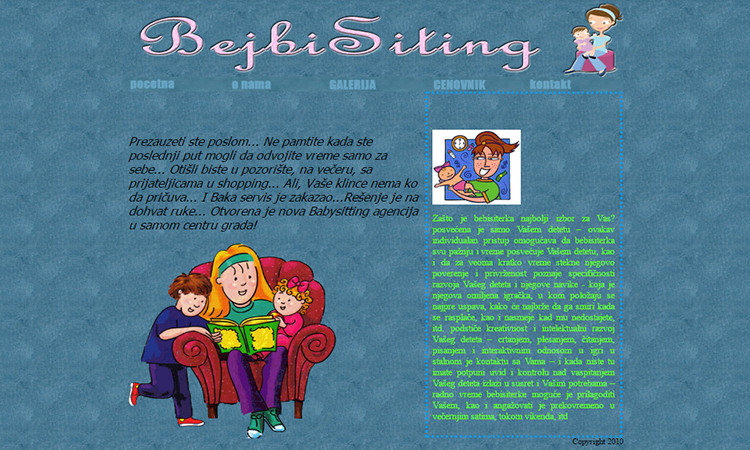 BejbiSiting
pocetna o nama GALERIJA CENOVNIK kontakt
Prezauzeti ste poslom... Ne pamtite kada ste
poslednji put mogli da odvojite vreme samo za
sebe... Otišli biste u pozorište, na večeru, sa
prijateljicama u shopping... Ali, Vaše klince nema ko
da pričuva... I Baka servis je zakazao...Rešenje je na
dohvat ruke... Otvorena je nova Babysitting agencija
u samom centru grada!
Zašto je bebisiterka najbolji izbor za Vas?
posvećena je samo Vašem detetu – ovakav
individualan pristup omogućava da bebisiterka
svu pažnju i vreme posvećuje Vašem detetu, kao
i da za veoma kratko vreme stekne njegovo
poverenje i privrženost poznaje specifičnosti
razvoja Vašeg deteta i njegove navike - koja je
njegova omiljena igračka, u kom položaju se
najpre uspava, kako će najbrže da ga smiri kada
se rasplače, kao i nasmeje kad mu nedostajete,
itd. podstiče kreativnost i intelektualni razvoj
Vašeg deteta – crtanjem, plesanjem, čitanjem,
pisanjem i interaktivnim odnosom u igri u
stalnom je kontaktu sa Vama – i kada niste tu
imate potpuni uvid i kontrolu nad vaspitanjem
Vašeg deteta izlazi u susret i Vašim potrebama –
radno vreme bebisiterke moguće je prilagoditi
Vašem, kao i angažovati je prekovremeno u
večernjim satima, tokom vikenda, itd
Copyright 2010